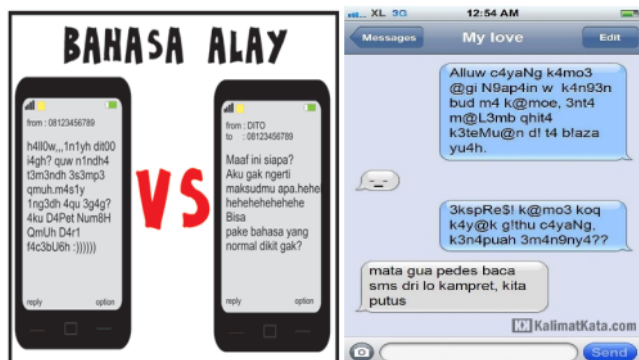 BAHASA ALAY
from : 08123456789
h4ll0w,,,1n1yh dit00
i4gh? quw n1ndh4
t3m3ndh 3s3mp3
qmuh.m4s1y
1ng3dh 4qu 3g4g?
4ku D4Pet Num8H
QmUh D4r1
f4c3bU6h :))))))
reply option
VS
from : DITO
to : 08123456789
Maaf ini siapa?
Aku gak ngerti
maksudmu apa.hehe
hehehehehehehe
Bisa
pake bahasa yang
normal dikit gak?
reply option
XL 3G 12:54 AM
Messages My love Edit
Alluw c4yaNg k4mo3
@gi N9ap4in w k4n93n
bud m4 k@moe, 3nt4
m@L3mb qhit4
k3teMu@n d! t4 b!aza
yu4h.
3kspRe$! k@mo3 koq
k4y@k g!thu c4yaNg,
k3n4puah 3m4n9ny4??
mata gua pedes baca
sms dri lo kampret, kita
putus
KalimatKata.com
Send